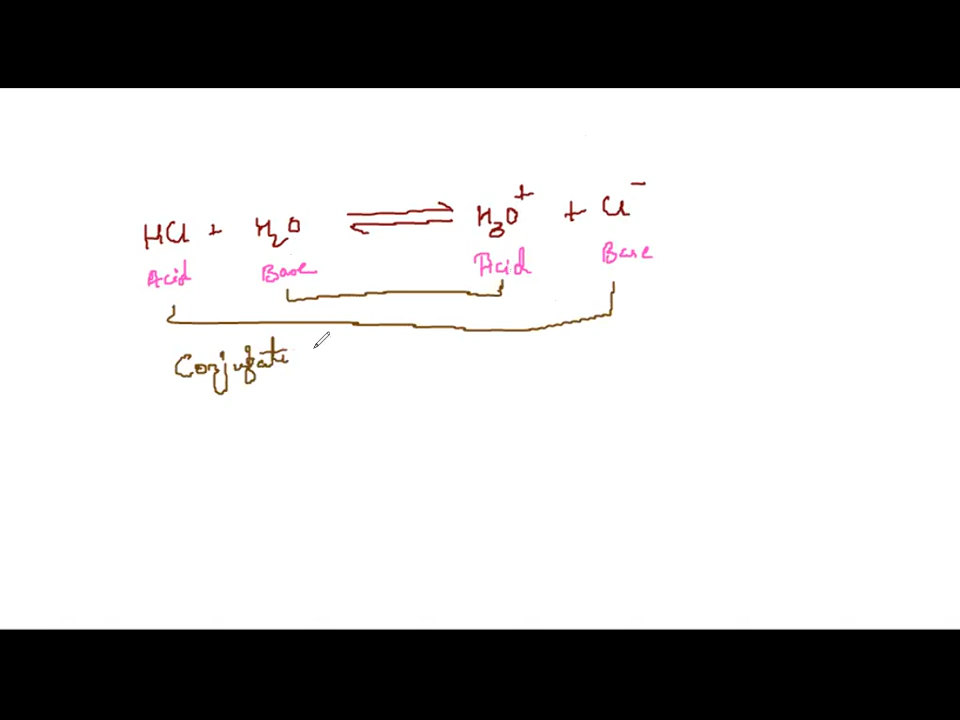 HCl + H₂O ⇌ H₃O⁺ + Cl⁻
Acid Base Acid Base
Conjugate